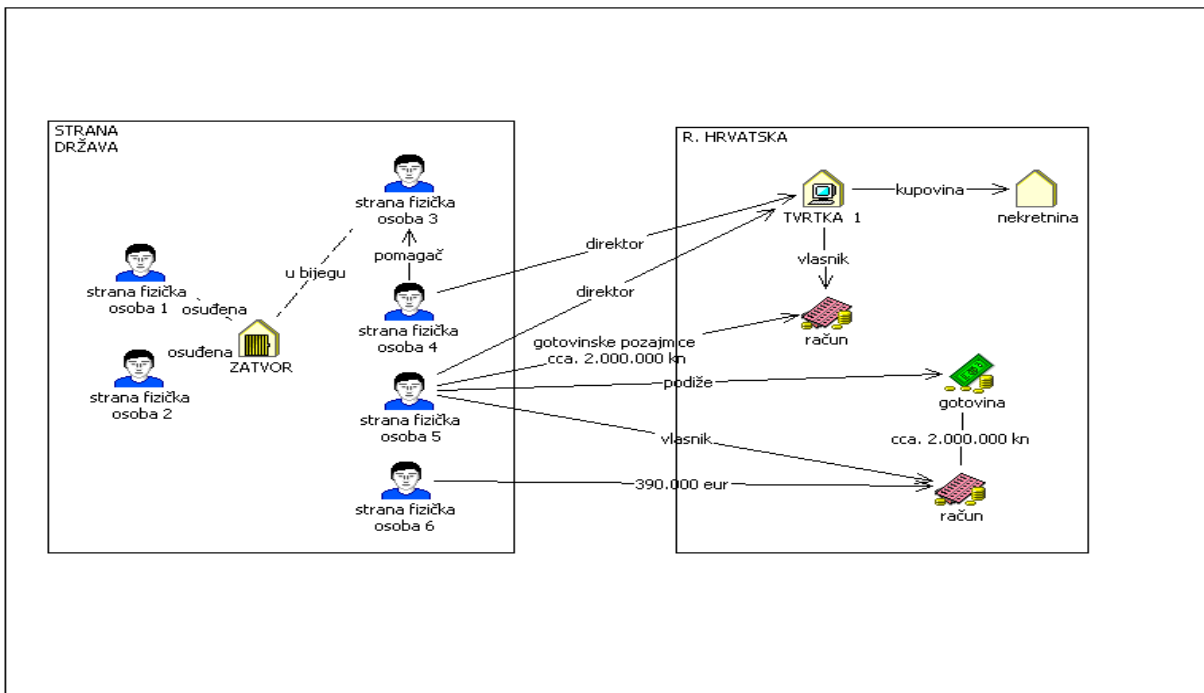 STRANA
DRŽAVA
strana fizička
osoba 3
pomagač
u bijegu
strana fizička
osoba 1
osuđena
osuđena
ZATVOR
strana fizička
osoba 2
strana fizička
osoba 4
strana fizička
osoba 5
strana fizička
osoba 6
direktor
direktor
gotovinske pozajmice
cca. 2.000.000 kn
podiže
vlasnik
390.000 eur
R. HRVATSKA
TVRTKA 1
kupovina
nekretnina
vlasnik
račun
gotovina
cca. 2.000.000 kn
račun